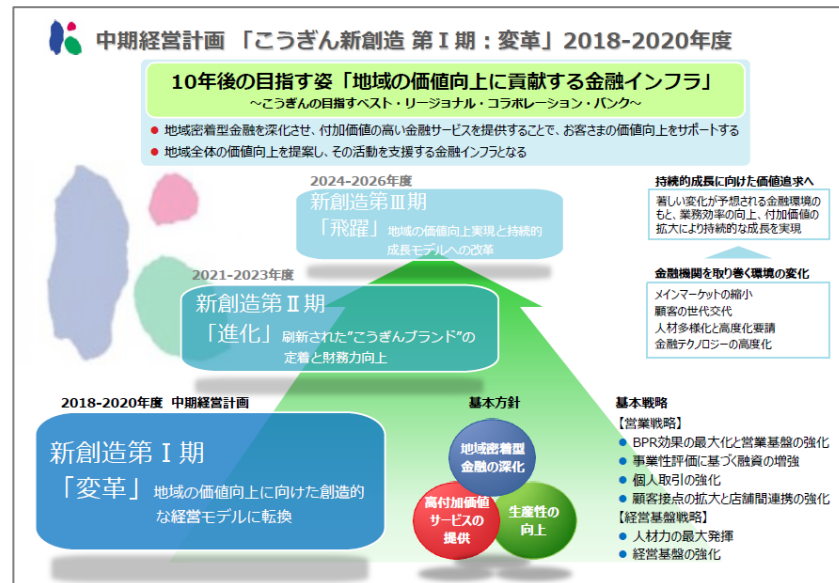 中期経営計画 「こうぎん新創造 第Ⅰ期：変革」2018-2020年度
10年後の目指す姿「地域の価値向上に貢献する金融インフラ」
～こうぎんの目指すベスト・リージョナル・コラボレーション・バンク～
● 地域密着型金融を深化させ、付加価値の高い金融サービスを提供することで、お客さまの価値向上をサポートする
● 地域全体の価値向上を提案し、その活動を支援する金融インフラとなる
2024-2026年度
新創造第Ⅲ期
「飛躍」地域の価値向上実現と持続的
成長モデルへの改革
持続的成長に向けた価値追求へ
著しい変化が予想される金融環境の
もと、業務効率の向上、付加価値の
拡大により持続的な成長を実現
2021-2023年度
新創造第Ⅱ期
「進化」刷新された“こうぎんブランド”の
定着と財務力向上
金融機関を取り巻く環境の変化
メインマーケットの縮小
顧客の世代交代
人材多様化と高度化要請
金融テクノロジーの高度化
2018-2020年度 中期経営計画
新創造第Ⅰ期
「変革」地域の価値向上に向けた創造的
な経営モデルに転換
基本方針
地域密着型
金融の深化
高付加価値
サービスの
提供
生産性の
向上
基本戦略
【営業戦略】
● BPR効果の最大化と営業基盤の強化
● 事業性評価に基づく融資の増強
● 個人取引の強化
● 顧客接点の拡大と店舗間連携の強化
【経営基盤戦略】
● 人材力の最大発揮
● 経営基盤の強化